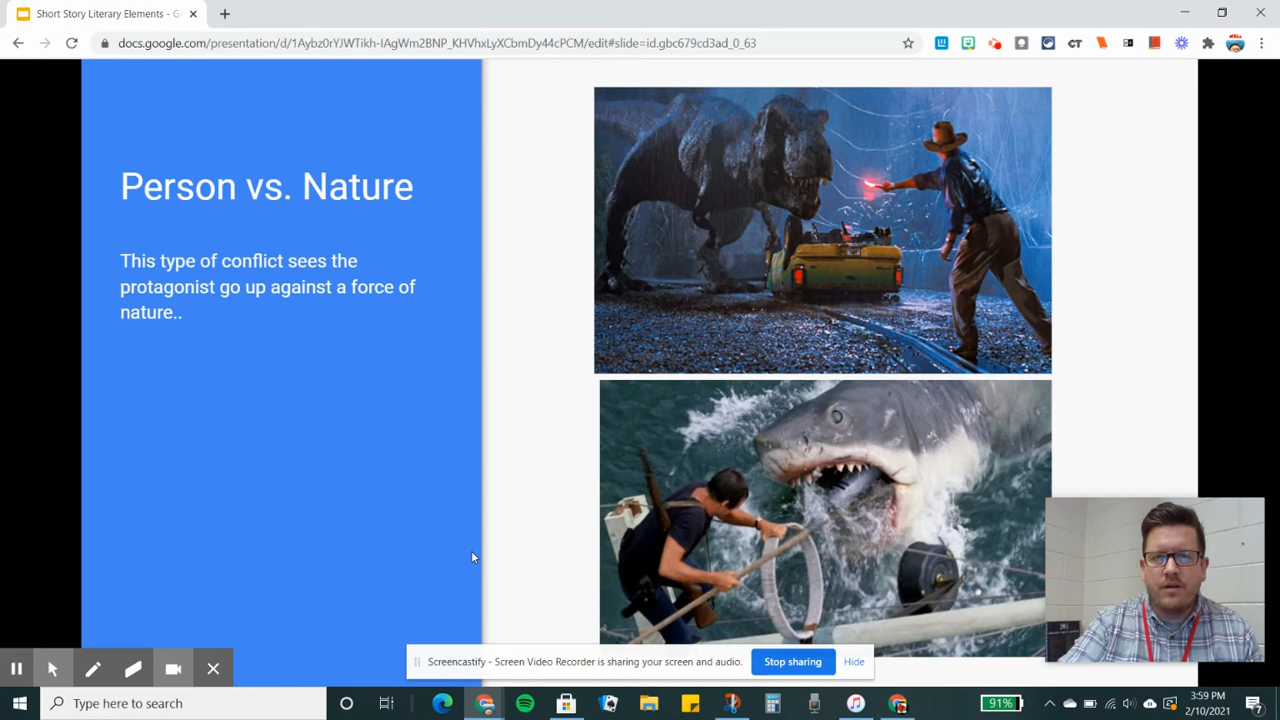 Short Story Literary Elements - G
docs.google.com/presentation/d/1Aybz0rYJWTikh-IAgWm2BNP_KHVhxLyXCbmDy44cPCM/edit#slide=id.gbc679cd3ad_0_63
Person vs. Nature
This type of conflict sees the
protagonist go up against a force of
nature..
Screencastify - Screen Video Recorder is sharing your screen and audio.
Stop sharing
Hide
Type here to search
91%
3:59 PM
2/10/2021
7